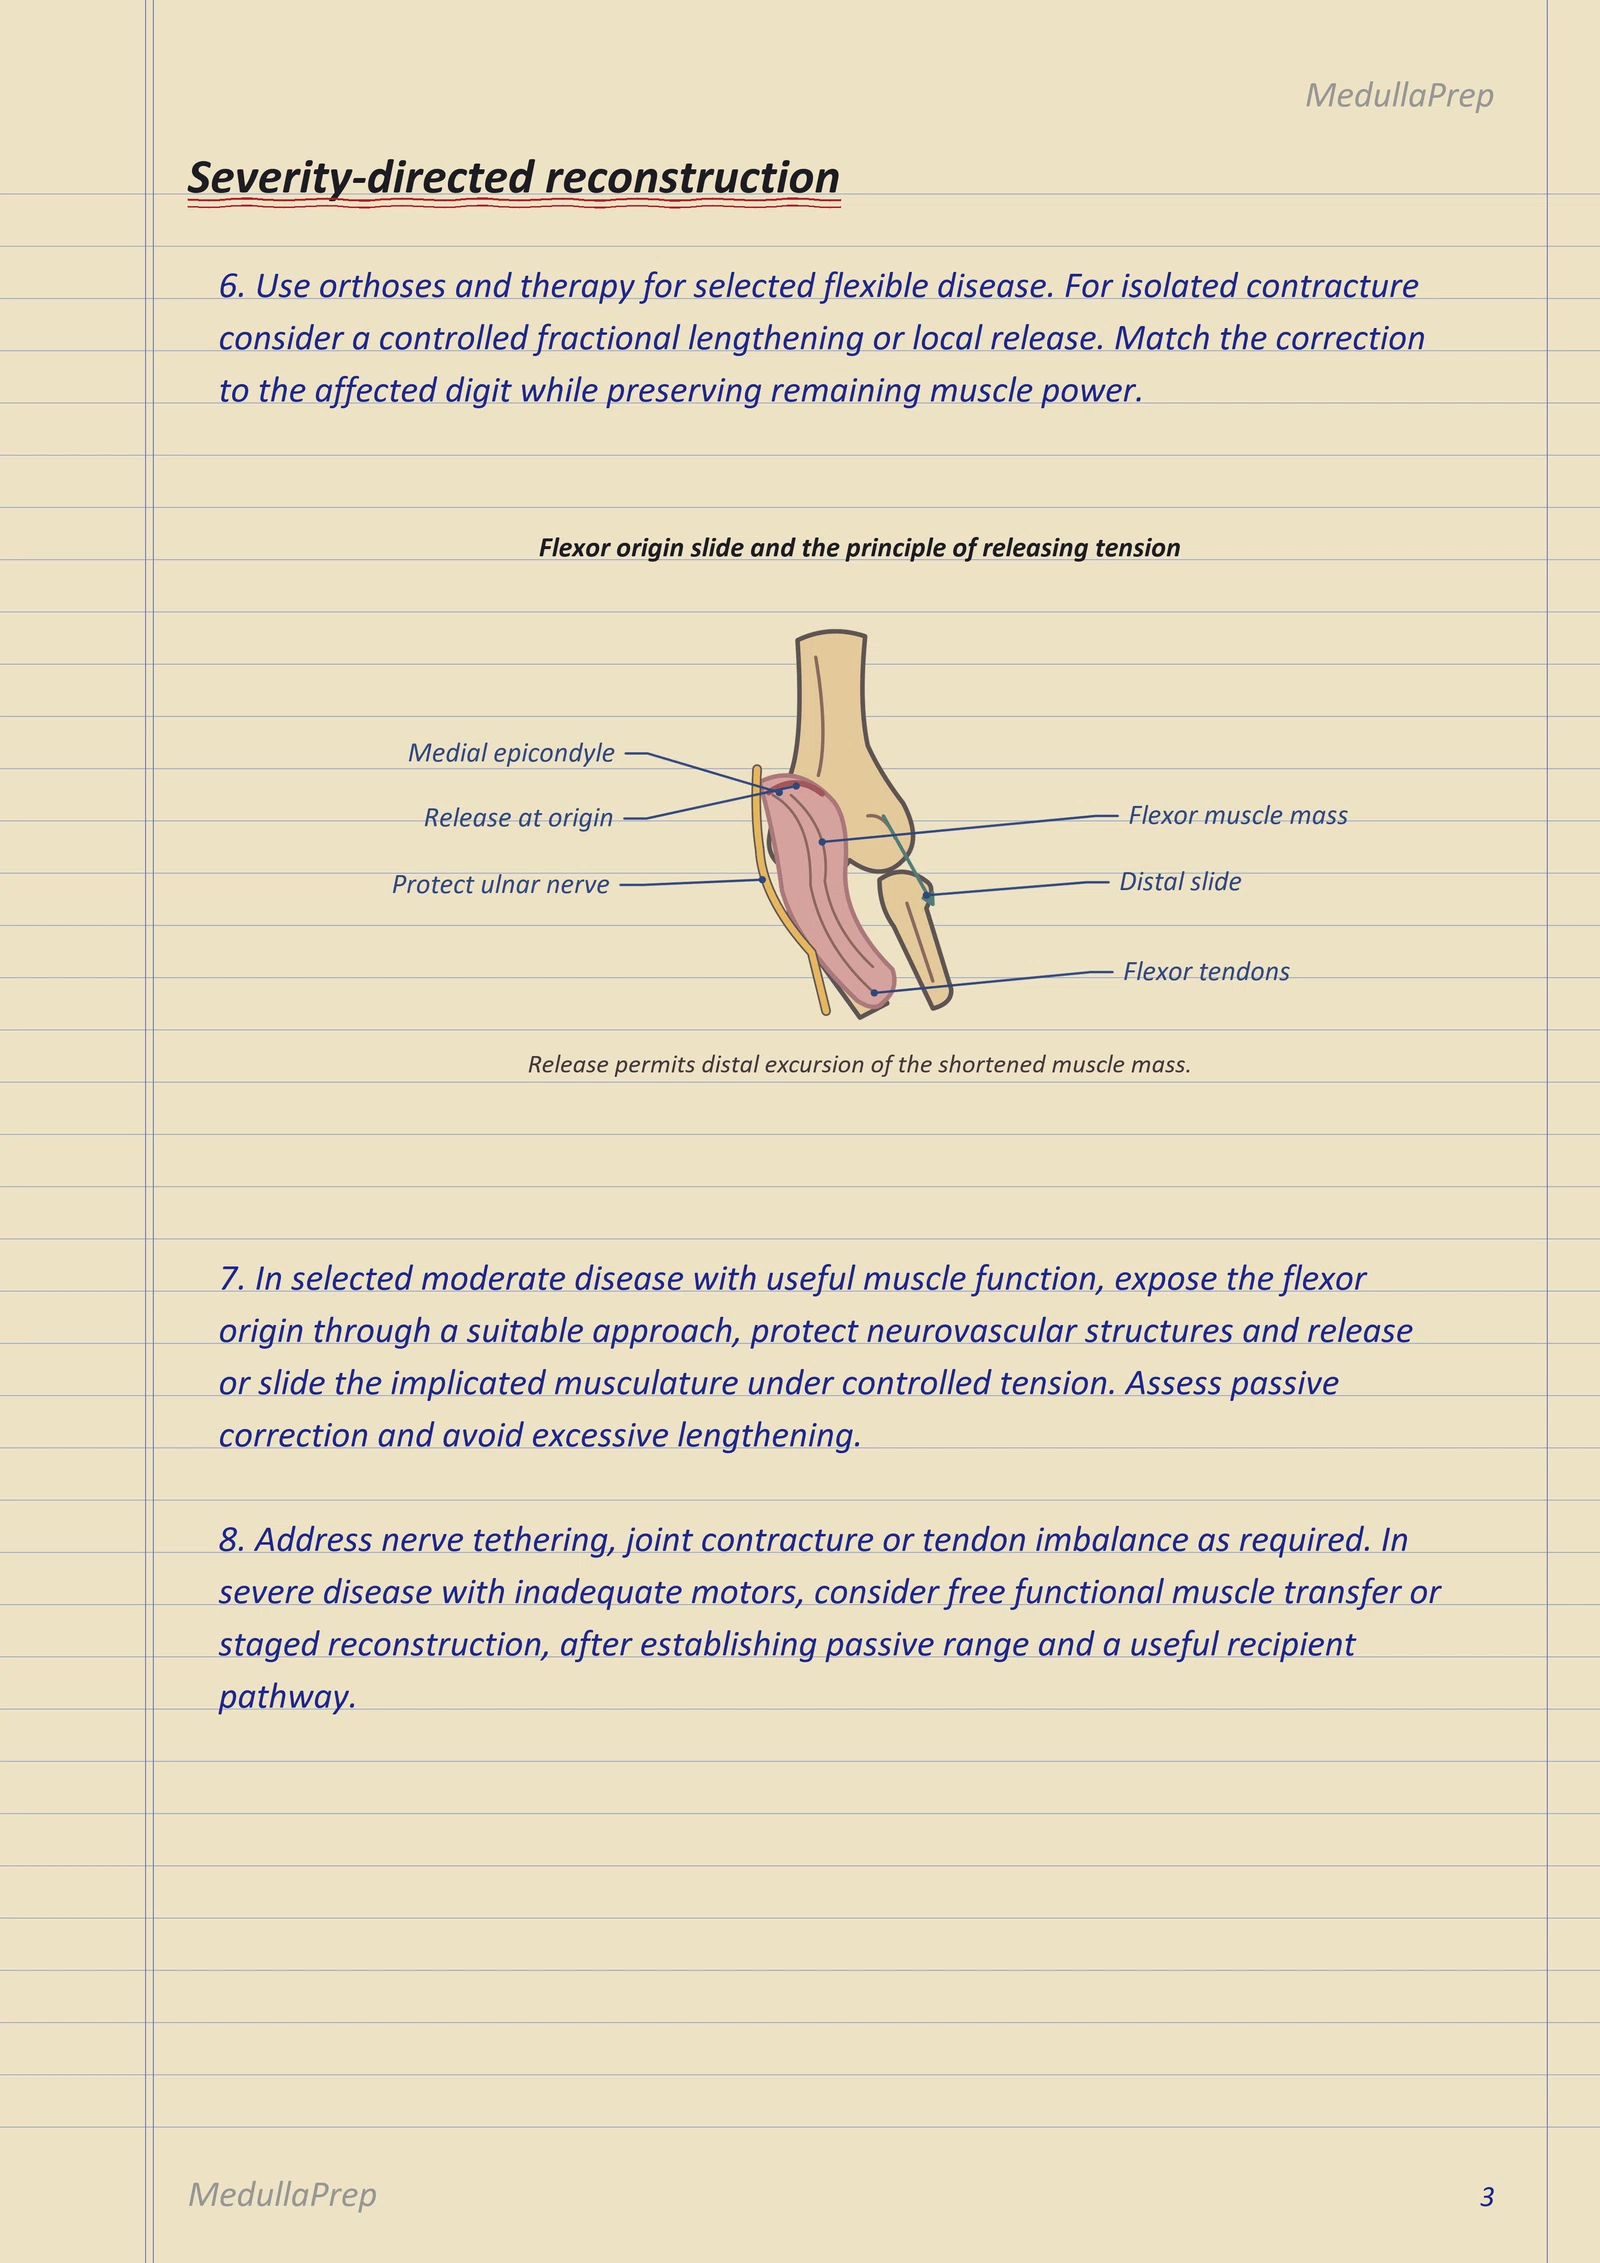 MedullaPrep
Severity-directed reconstruction
6. Use orthoses and therapy for selected flexible disease. For isolated contracture
consider a controlled fractional lengthening or local release. Match the correction
to the affected digit while preserving remaining muscle power.
Flexor origin slide and the principle of releasing tension
Medial epicondyle
Release at origin
Protect ulnar nerve
Flexor muscle mass
Distal slide
Flexor tendons
Release permits distal excursion of the shortened muscle mass.
7. In selected moderate disease with useful muscle function, expose the flexor
origin through a suitable approach, protect neurovascular structures and release
or slide the implicated musculature under controlled tension. Assess passive
correction and avoid excessive lengthening.
8. Address nerve tethering, joint contracture or tendon imbalance as required. In
severe disease with inadequate motors, consider free functional muscle transfer or
staged reconstruction, after establishing passive range and a useful recipient
pathway.
MedullaPrep
3